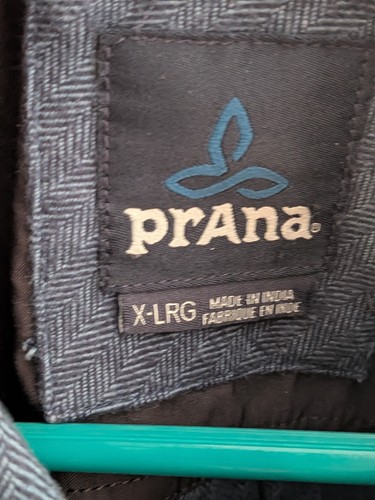 prAna®
X-LRG
MADE IN INDIA
FABRIQUE EN INDE